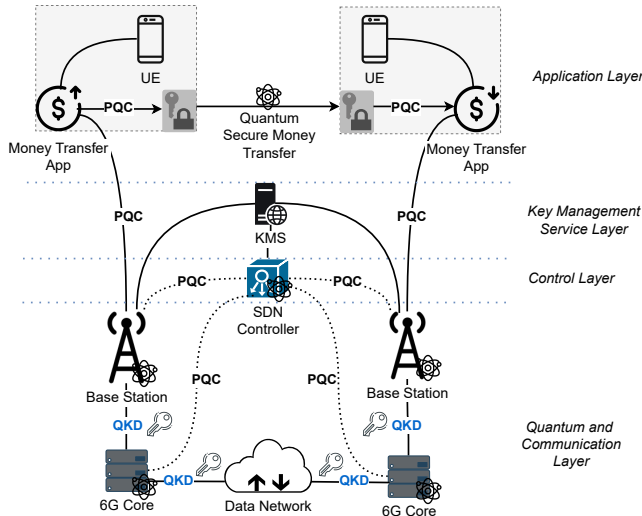 UE
UE
Application Layer
$
PQC
PQC
$
Quantum
Secure Money
Transfer
Money Transfer
App
Money Transfer
App
PQC
PQC
Key Management
Service Layer
KMS
PQC
PQC
Control Layer
SDN
Controller
PQC
PQC
Base Station
Base Station
QKD
QKD
Quantum and
Communication
Layer
QKD
QKD
6G Core
Data Network
6G Core